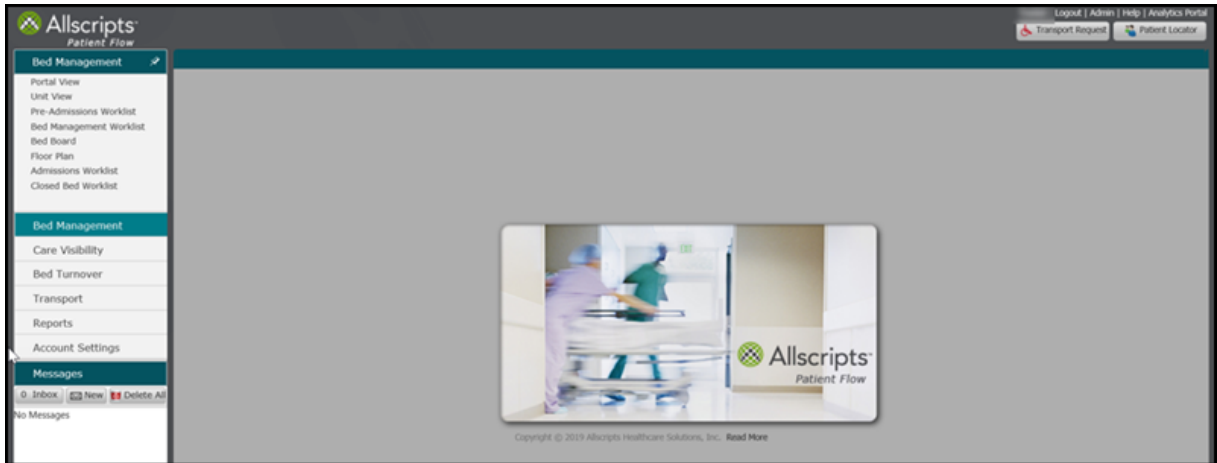 Allscripts
Patient Flow
Logout | Admin | Help | Analytics Portal
Transport Request
Patient Locator
Bed Management
Portal View
Unit View
Pre-Admissions Worklist
Bed Management Worklist
Bed Board
Floor Plan
Admissions Worklist
Closed Bed Worklist
Bed Management
Care Visibility
Bed Turnover
Transport
Reports
Account Settings
Messages
0 Inbox New Delete All
No Messages
Allscripts
Patient Flow
Copyright © 2019 Allscripts Healthcare Solutions, Inc. Read More